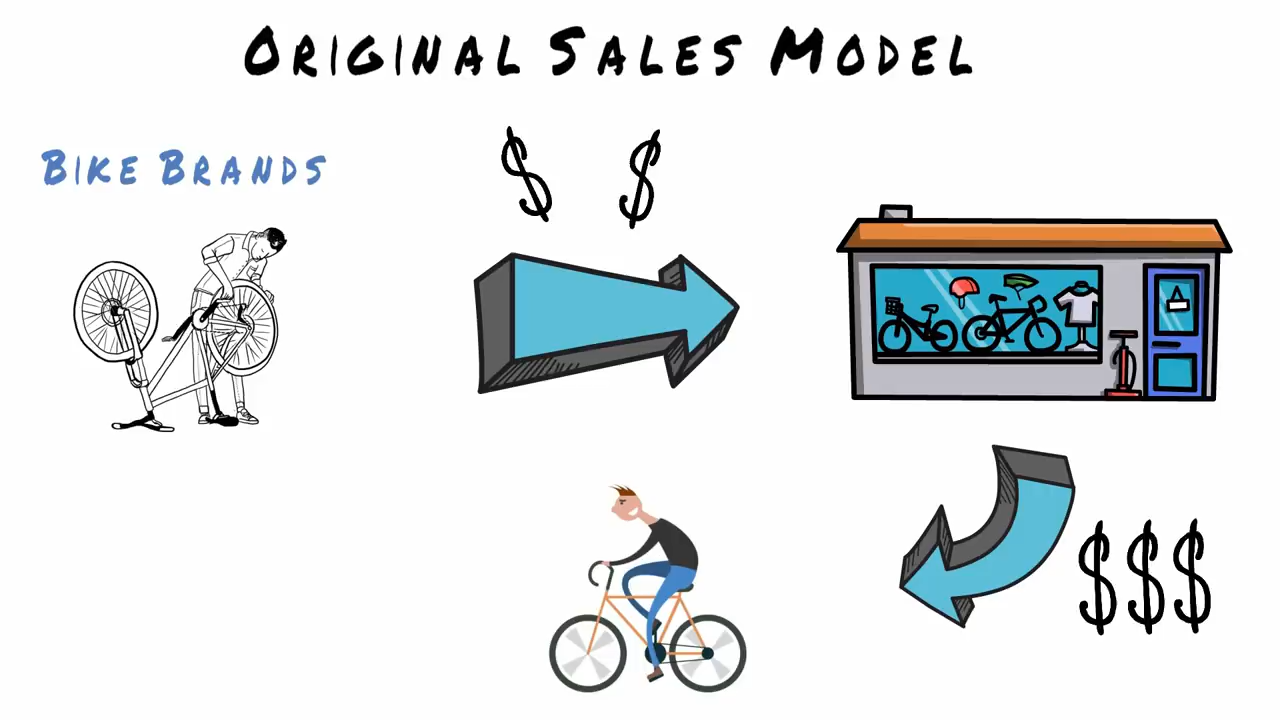 ORIGINAL SALES MODEL
BIKE BRANDS
$ $
$$$